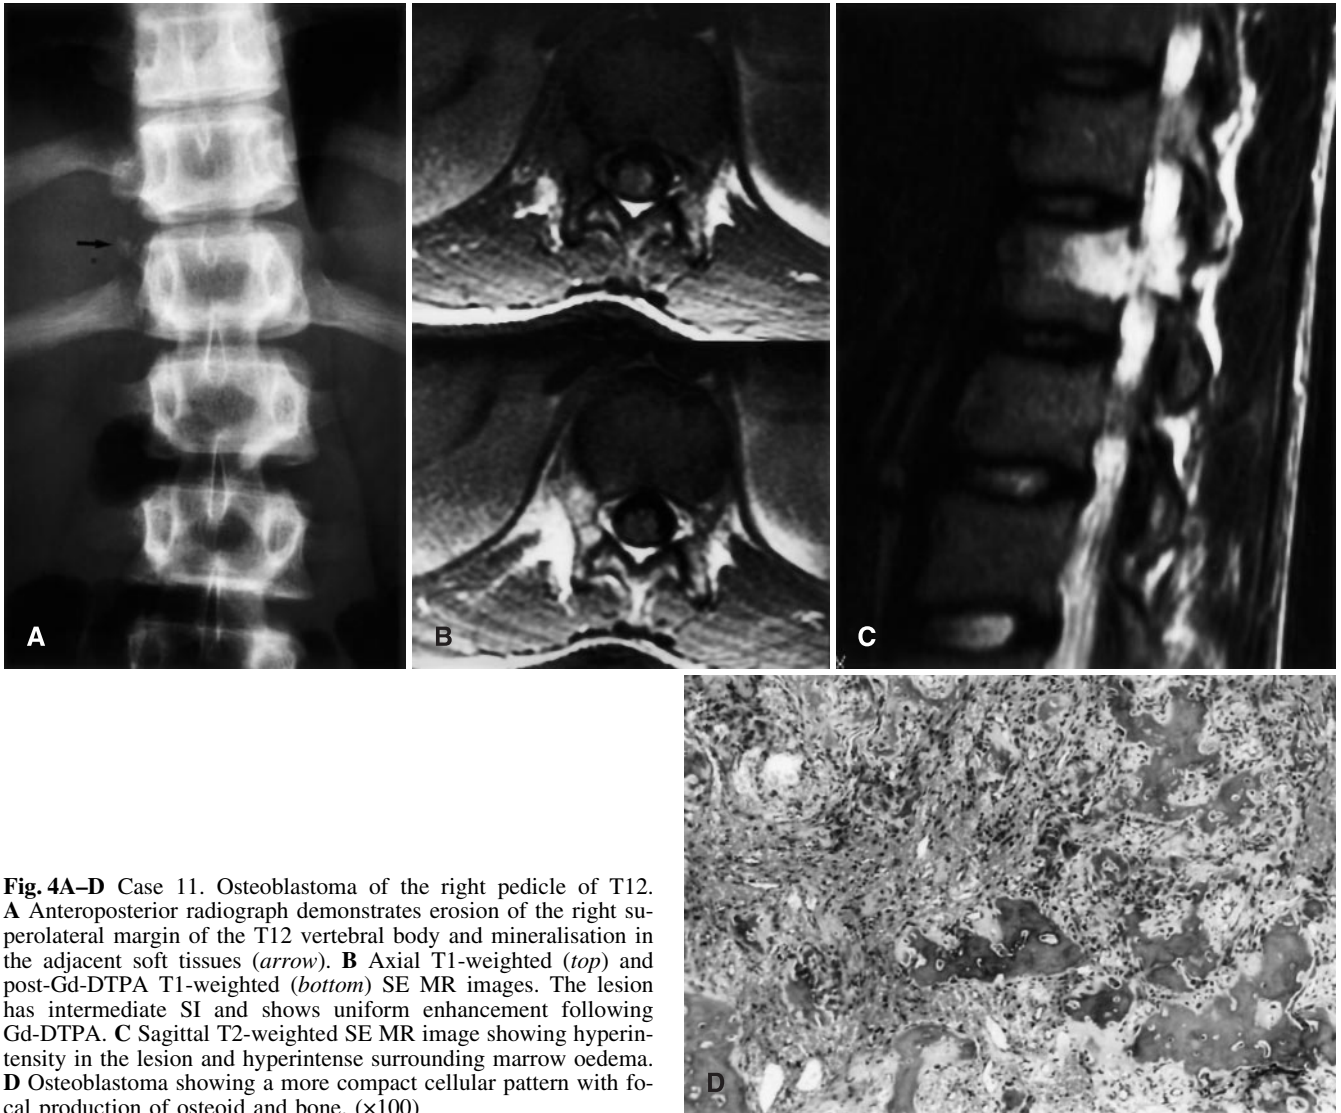 A
B
C
D
Fig. 4A–D Case 11. Osteoblastoma of the right pedicle of T12.
A Anteroposterior radiograph demonstrates erosion of the right su-
perolateral margin of the T12 vertebral body and mineralisation in
the adjacent soft tissues (arrow). B Axial T1-weighted (top) and
post-Gd-DTPA T1-weighted (bottom) SE MR images. The lesion
has intermediate SI and shows uniform enhancement following
Gd-DTPA. C Sagittal T2-weighted SE MR image showing hyperin-
tensity in the lesion and hyperintense surrounding marrow oedema.
D Osteoblastoma showing a more compact cellular pattern with fo-
cal production of osteoid and bone. (×100)